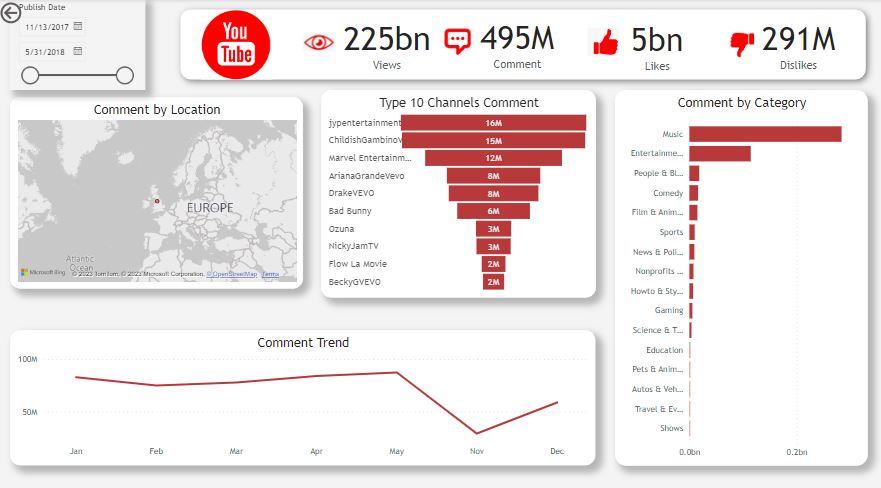 Publish Date
11/13/2017
5/31/2018
You
Tube
225bn
Views
495M
Comment
5bn
Likes
291M
Dislikes
Comment by Location
EUROPE
Atlantic
Ocean
Microsoft Bing
© 2023 TomTom, © 2023 Microsoft Corporation, © OpenStreetMap Terms
Type 10 Channels Comment
jypentertainment 16M
ChildishGambinoV 15M
Marvel Entertainm... 12M
ArianaGrandeVevo 8M
DrakeVEVO 8M
Bad Bunny 6M
Ozuna 3M
NickyJamTV 3M
Flow La Movie 2M
BeckyGVEVO 2M
Comment by Category
Music
Entertainme...
People & Bl...
Comedy
Film & Anim...
Sports
News & Poli...
Nonprofits ...
Howto & Sty...
Gaming
Science & T...
Education
Pets & Anim...
Autos & Veh...
Travel & Ev...
Shows
0.0bn 0.2bn
Comment Trend
100M
50M
Jan Feb Mar Apr May Nov Dec